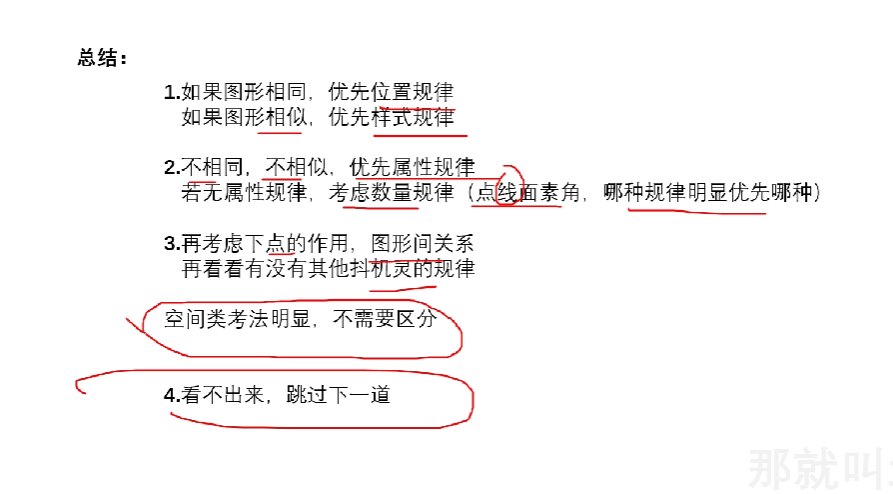 总结：
1.如果图形相同，优先位置规律
如果图形相似，优先样式规律
2.不相同，不相似，优先属性规律
若无属性规律，考虑数量规律（点线面素角，哪种规律明显优先哪种）
3.再考虑下点的作用，图形间关系
再看看有没有其他抖机灵的规律
空间类考法明显，不需要区分
4.看不出来，跳过下一道
那就叫